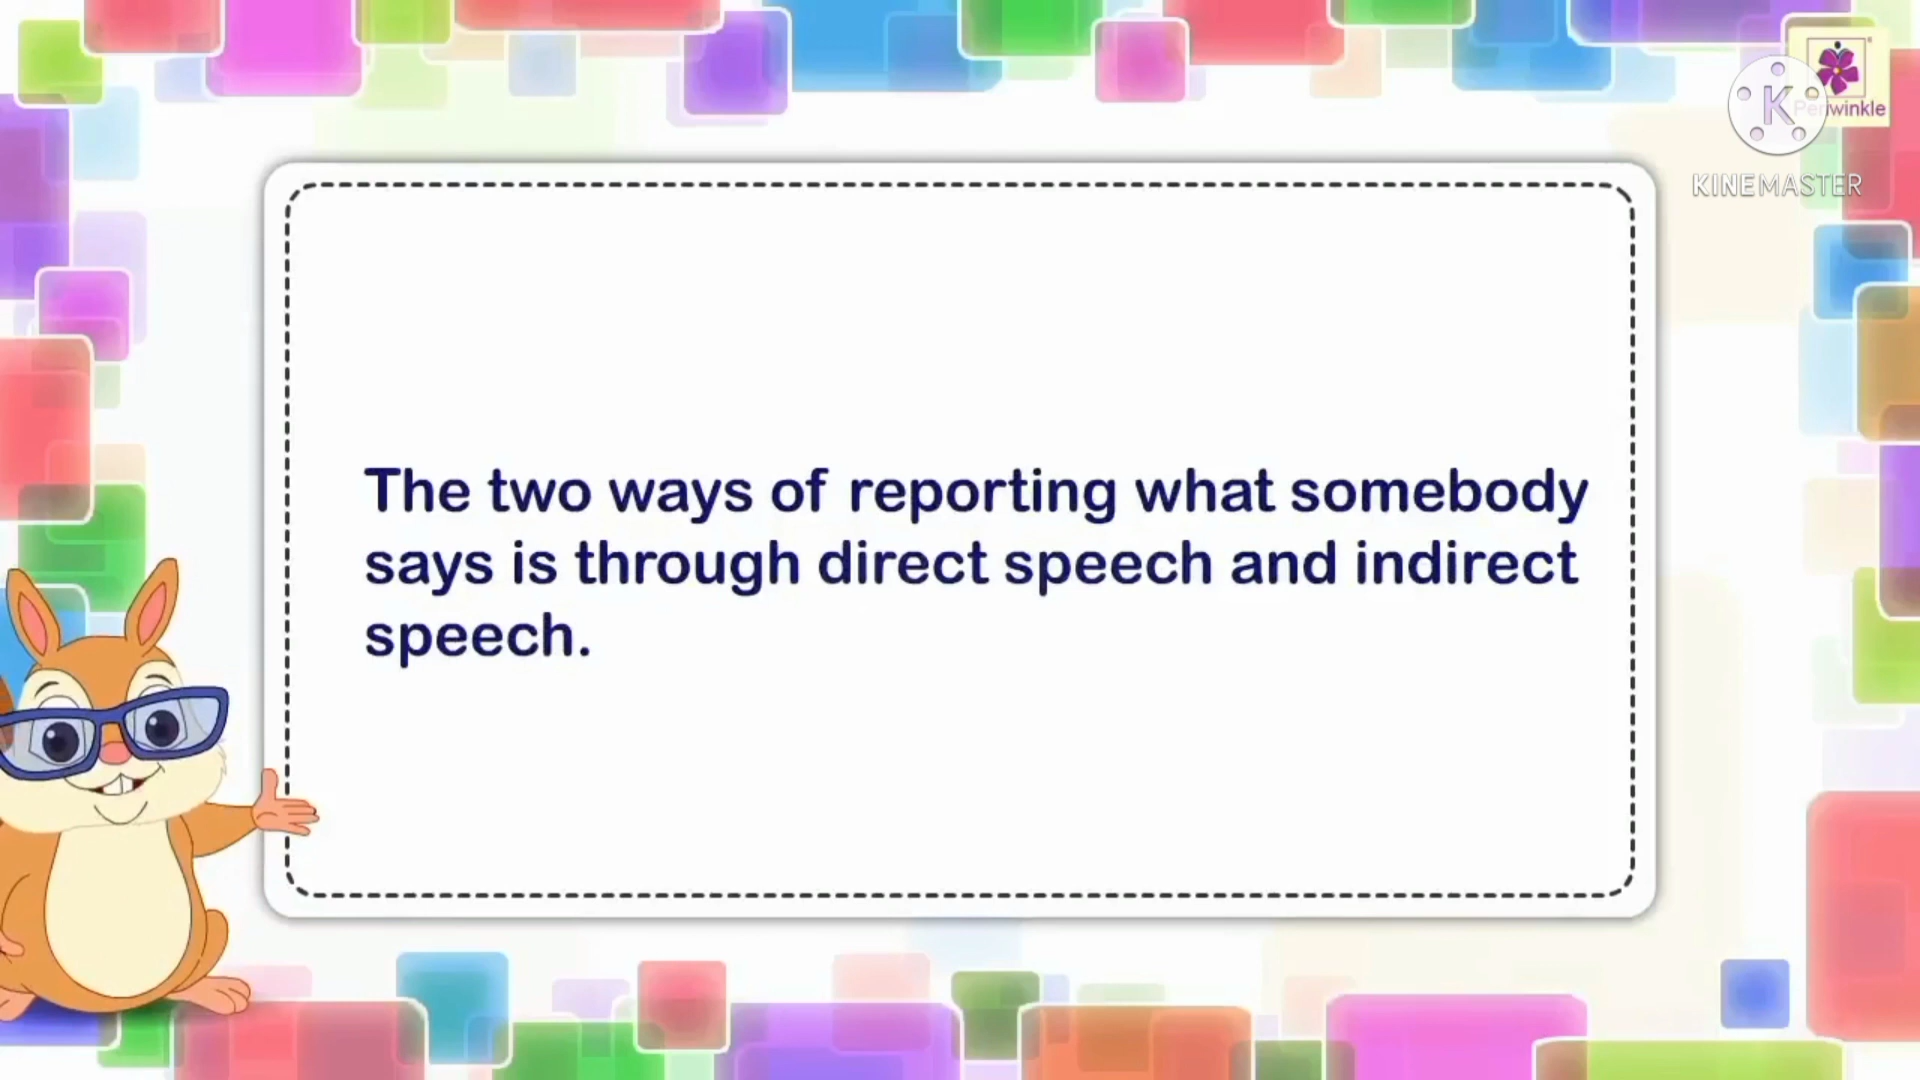 Periwinkle
K
KINEMASTER
The two ways of reporting what somebody
says is through direct speech and indirect
speech.